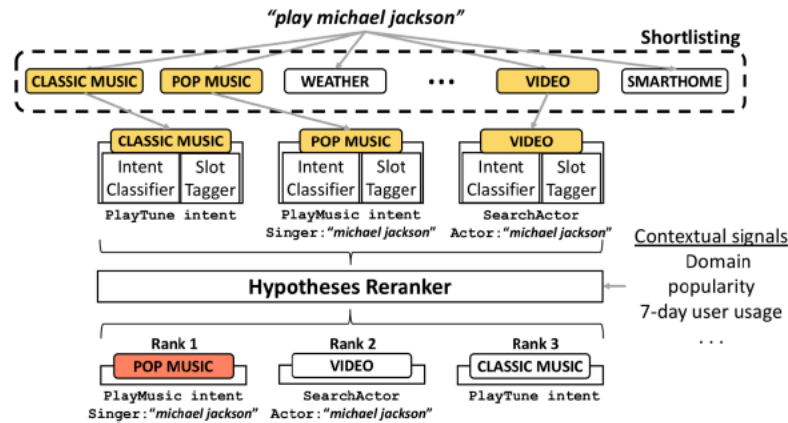 “play michael jackson”
Shortlisting
CLASSIC MUSIC POP MUSIC WEATHER ... VIDEO SMARTHOME
CLASSIC MUSIC POP MUSIC VIDEO
Intent Slot Intent Slot Intent Slot
Classifier Tagger Classifier Tagger Classifier Tagger
PlayTune intent PlayMusic intent SearchActor
Singer:“michael jackson” Actor:“michael jackson”
Contextual signals
Domain
popularity
7-day user usage
. . .
Hypotheses Reranker
Rank 1 Rank 2 Rank 3
POP MUSIC VIDEO CLASSIC MUSIC
PlayMusic intent SearchActor PlayTune intent
Singer:“michael jackson” Actor:“michael jackson”